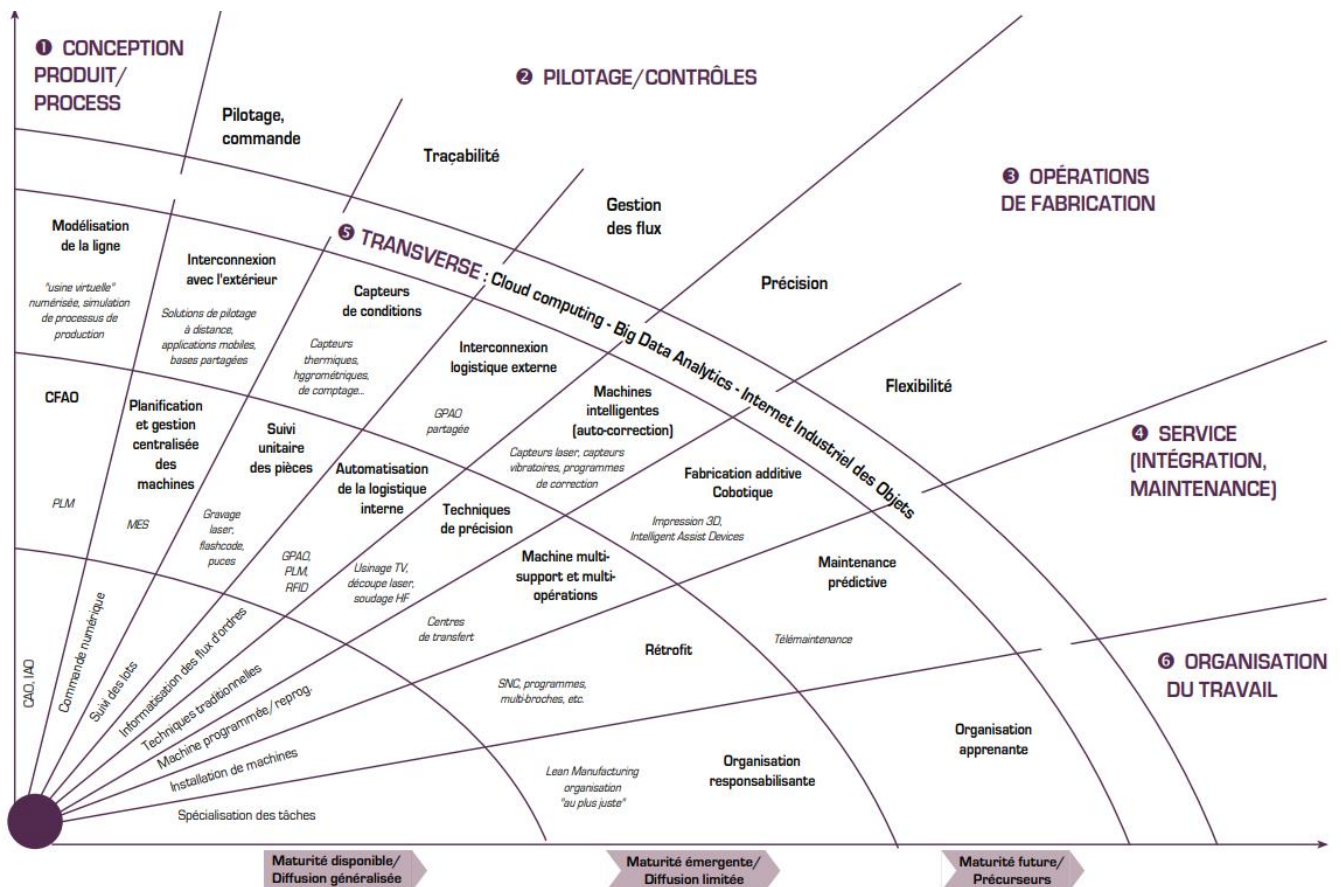 ❶ CONCEPTION
PRODUIT/
PROCESS
❷ PILOTAGE/CONTRÔLES
Pilotage,
commande
Traçabilité
Gestion
des flux
❸ OPÉRATIONS
DE FABRICATION
Précision
Flexibilité
❹ SERVICE
(INTÉGRATION,
MAINTENANCE)
❻ ORGANISATION
DU TRAVAIL
❺ TRANSVERSE : Cloud computing - Big Data Analytics - Internet Industriel des Objets
Modélisation
de la ligne
"usine virtuelle"
numérisée, simulation
de processus de
production
Interconnexion
avec l'extérieur
Solutions de pilotage
à distance,
applications mobiles,
bases partagées
Capteurs
de conditions
Capteurs
thermiques,
hggrométriques,
de comptage...
Interconnexion
logistique externe
GPAO
partagée
Machines
intelligentes
(auto-correction)
Capteurs laser, capteurs
vibratoires, programmes
de correction
Fabrication additive
Cobotique
Impression 3D,
Intelligent Assist Devices
Maintenance
prédictive
Télémaintenance
Organisation
apprenante
CFAO
PLM
Planification
et gestion
centralisée
des
machines
MES
Suivi
unitaire
des pièces
Gravage
laser,
flashcode,
puces
Automatisation
de la logistique
interne
GPAO,
PLM,
RFID
Techniques
de précision
Usinage TV,
découpe laser,
soudage HF
Machine multi-
support et multi-
opérations
Centres
de transfert
Rétrofit
SNC, programmes,
multi-broches, etc.
Organisation
responsabilisante
Lean Manufacturing
organisation
"au plus juste"
CAO, IAO
Commande numérique
Suivi des lots
Informatisation des flux d'ordres
Techniques traditionnelles
Machine programmée/reprog.
Installation de machines
Spécialisation des tâches
Maturité disponible/
Diffusion généralisée
Maturité émergente/
Diffusion limitée
Maturité future/
Précurseurs